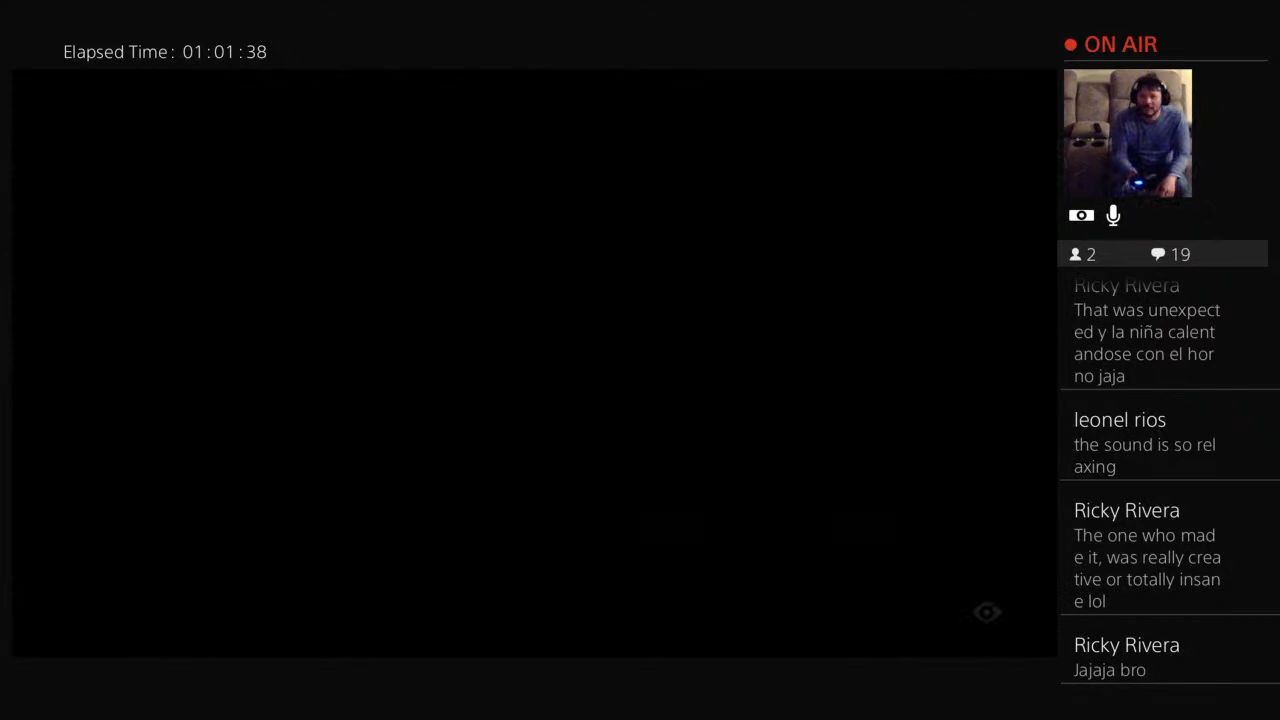 Elapsed Time: 01:01:38
ON AIR
2 19
Ricky Rivera
That was unexpect
ed y la niña calent
andose con el hor
no jaja
leonel rios
the sound is so rel
axing
Ricky Rivera
The one who mad
e it, was really crea
tive or totally insan
e lol
Ricky Rivera
Jajaja bro